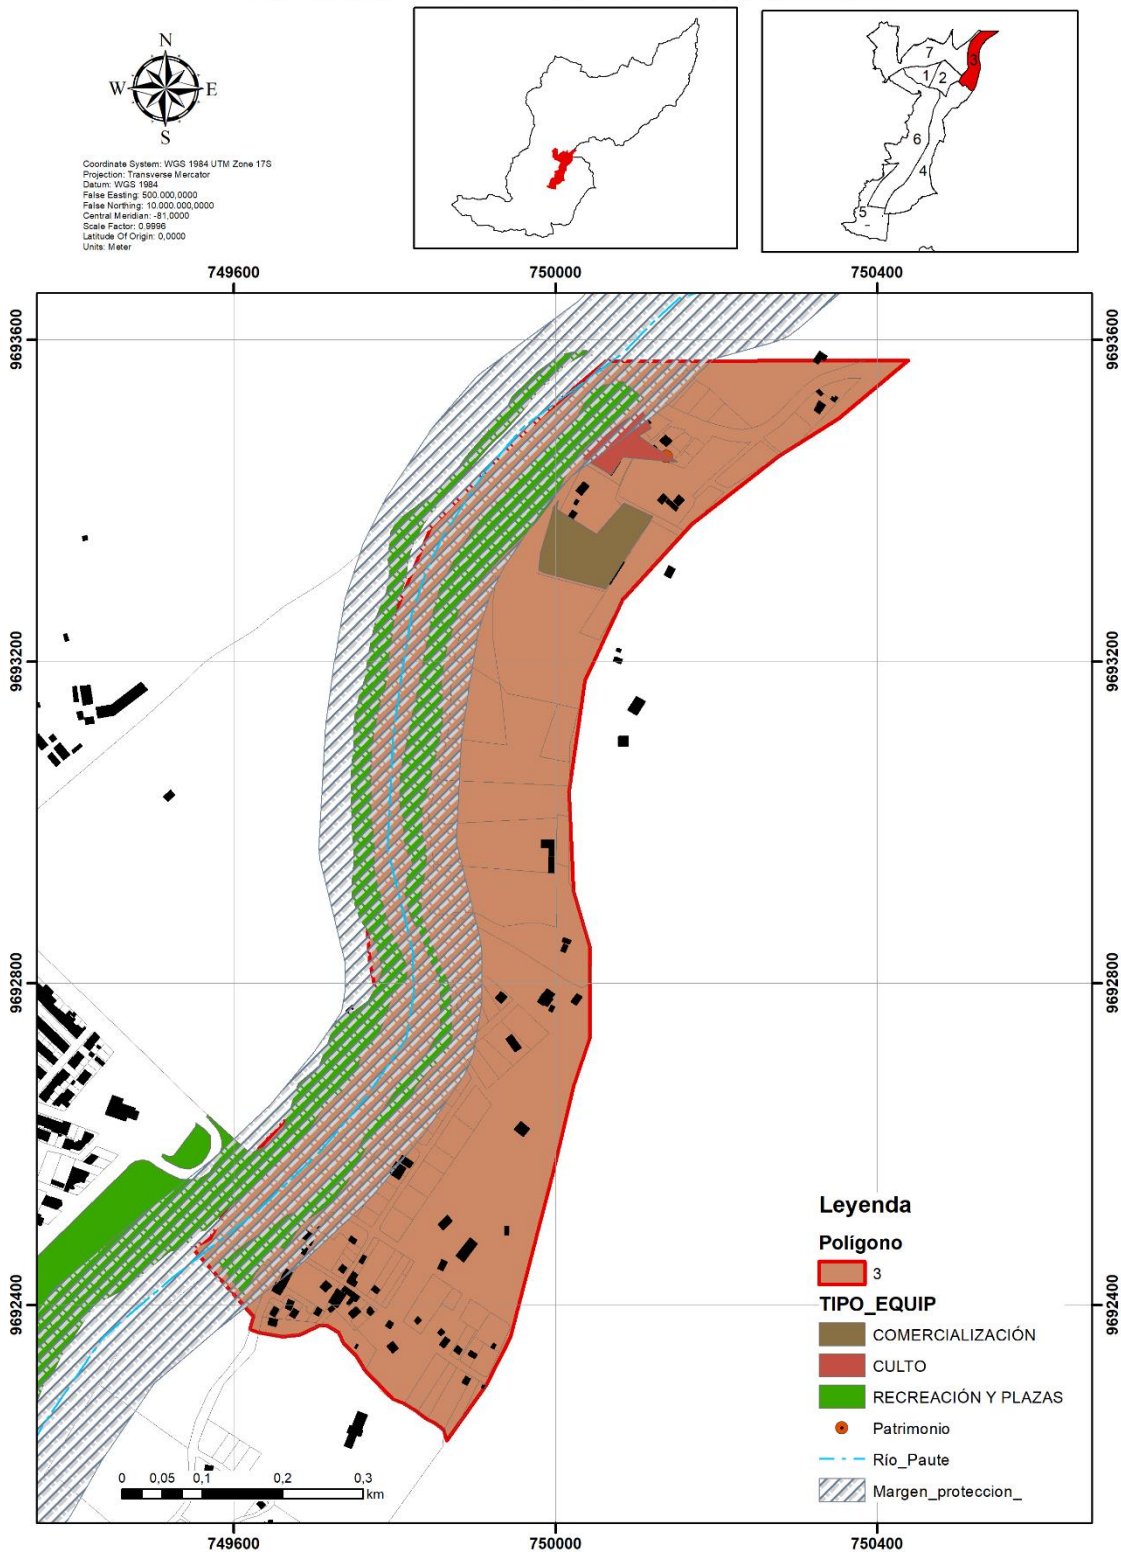 N
W
E
S
Coordinate System: WGS 1984 UTM Zone 17S
Projection: Transverse Mercator
Datum: WGS 1984
False Easting: 500.000,0000
False Northing: 10.000.000,0000
Central Meridian: -81,0000
Scale Factor: 0,9996
Latitude Of Origin: 0,0000
Units: Meter
7
3
1
2
6
4
5
749600
750000
750400
9693600
9693600
9693200
9693200
9692800
9692800
9692400
9692400
Leyenda
Polígono
3
TIPO_EQUIP
COMERCIALIZACIÓN
CULTO
RECREACIÓN Y PLAZAS
Patrimonio
Río_Paute
Margen_proteccion_
0 0,05 0,1 0,2 0,3
km
749600
750000
750400